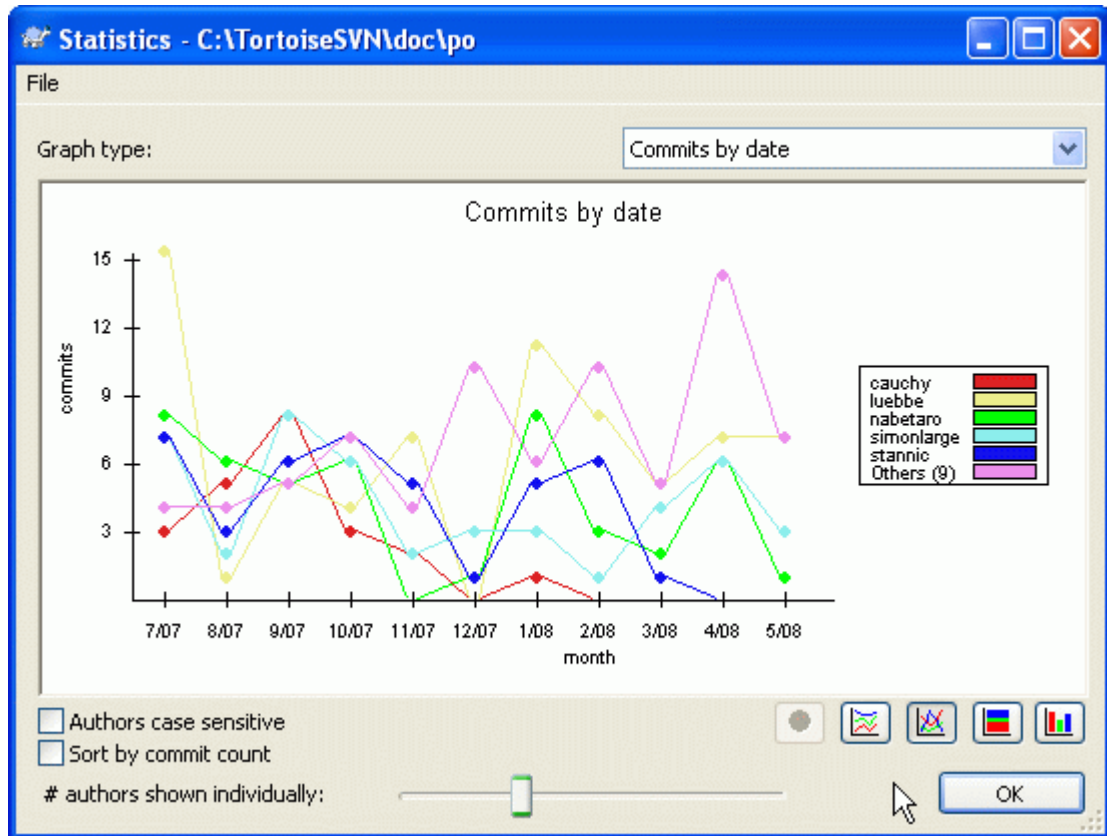 Statistics - C:\TortoiseSVN\doc\po
File
Graph type:
Commits by date
Commits by date
15
12
9
6
3
commits
7/07 8/07 9/07 10/07 11/07 12/07 1/08 2/08 3/08 4/08 5/08
month
cauchy
luebbe
nabetaro
simonlarge
stannic
Others (9)
Authors case sensitive
Sort by commit count
# authors shown individually:
OK